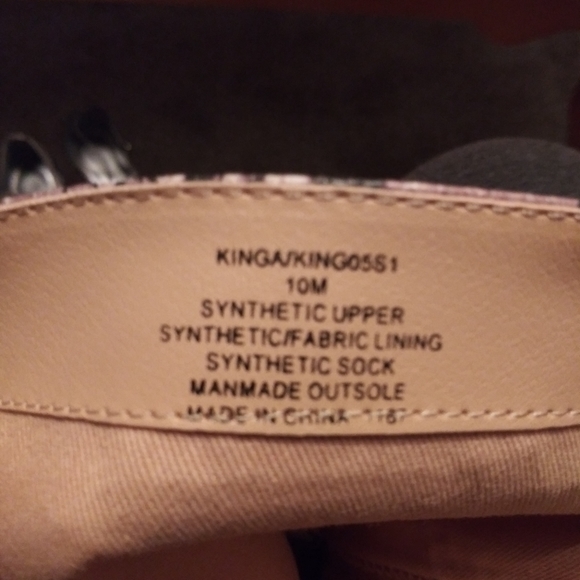 KINGA/KING05S1
10M
SYNTHETIC UPPER
SYNTHETIC/FABRIC LINING
SYNTHETIC SOCK
MANMADE OUTSOLE
MADE IN CHINA